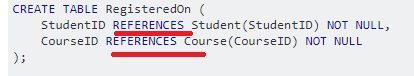 CREATE TABLE RegisteredOn (
    StudentID REFERENCES Student(StudentID) NOT NULL,
    CourseID REFERENCES Course(CourseID) NOT NULL
);